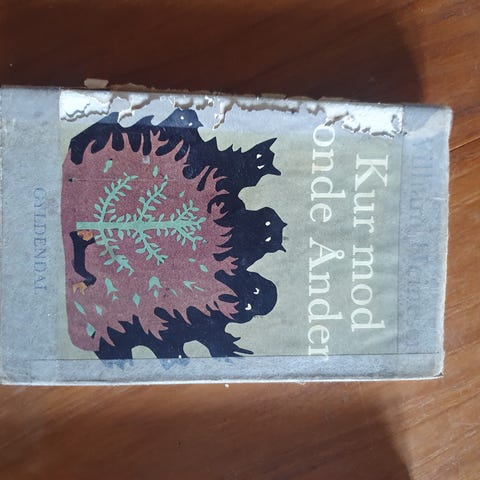 Kur mod
onde Ånder
GYLDENDAL